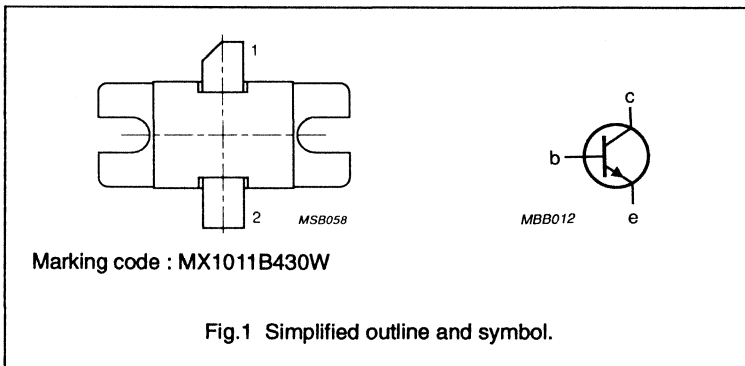 1
c
b
2
MSB058
MBB012
e
Marking code : MX1011B430W
Fig.1 Simplified outline and symbol.